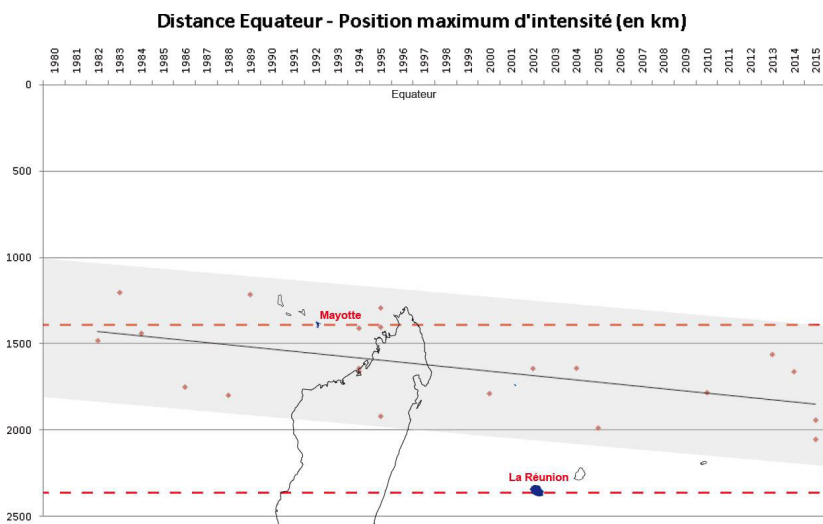 Distance Equateur - Position maximum d'intensité (en km)
1980 1981 1982 1983 1984 1985 1986 1987 1988 1989 1990 1991 1992 1993 1994 1995 1996 1997 2000 2001 2002 2003 2004 2005 2006 2007 2008 2009 2010 2011 2012 2013 2014 2015
0
Equateur
500
1000
Mayotte
1500
2000
La Réunion
2500